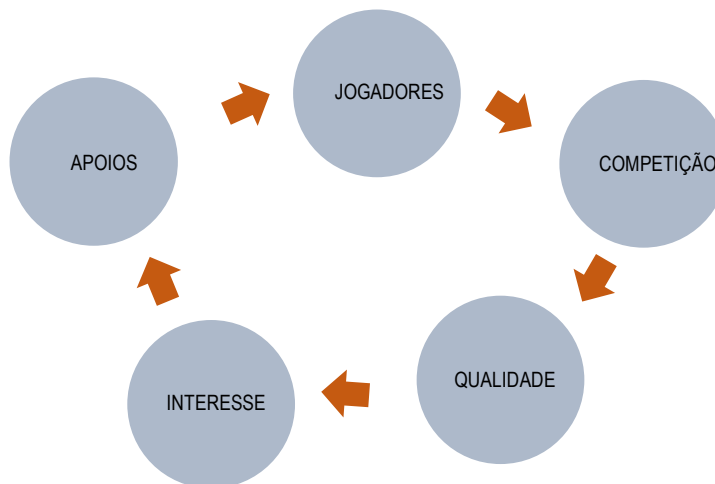 JOGADORES
COMPETIÇÃO
QUALIDADE
INTERESSE
APOIOS